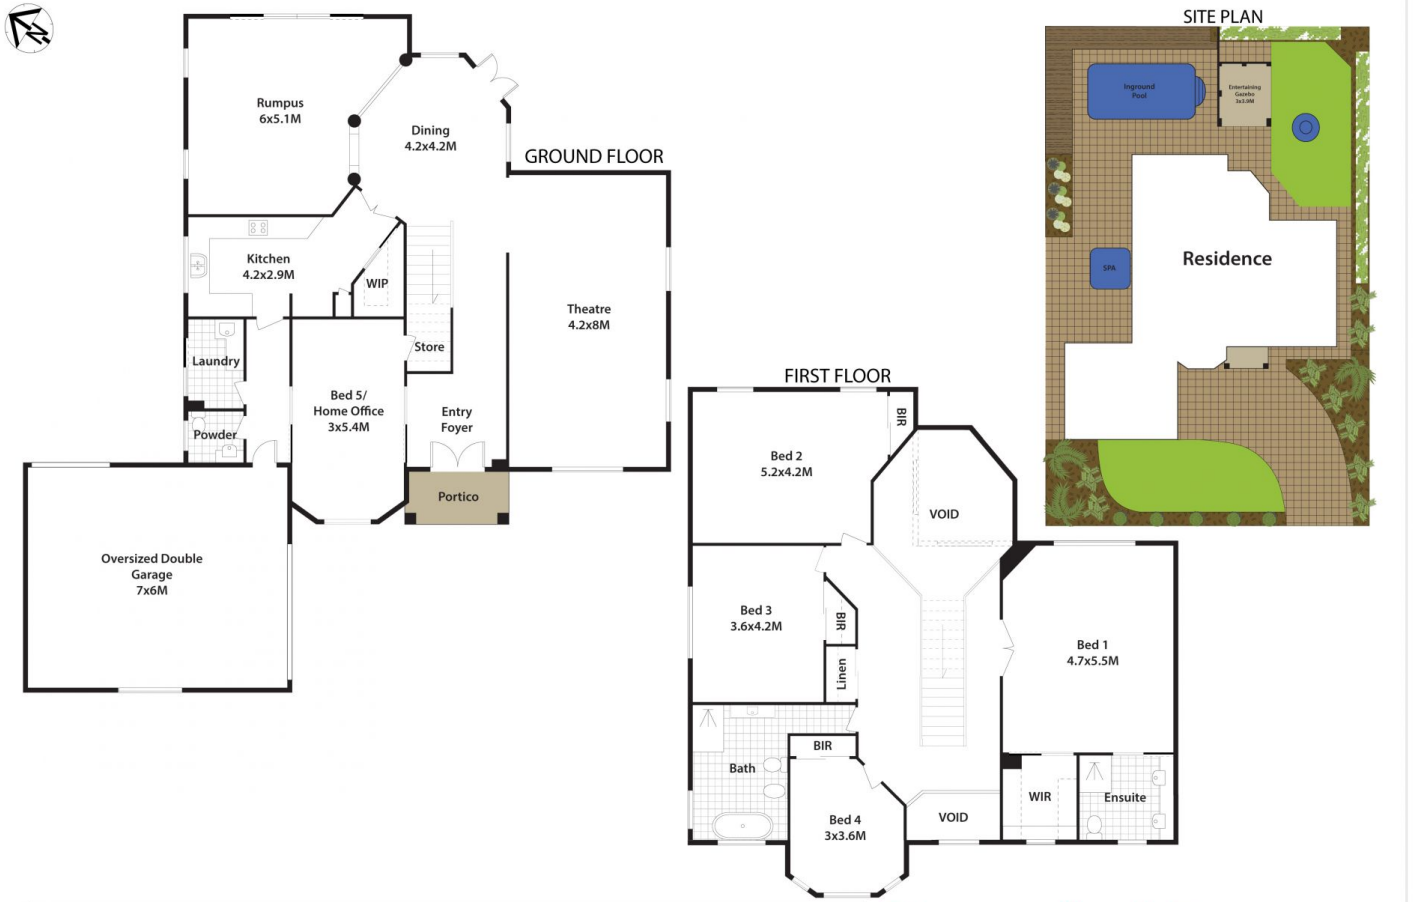 N
SITE PLAN
Rumpus
6x5.1M
Dining
4.2x4.2M
GROUND FLOOR
Kitchen
4.2x2.9M
WIP
Theatre
4.2x8M
Store
Laundry
Bed 5/
Home Office
3x5.4M
Entry
Foyer
Powder
Portico
Oversized Double
Garage
7x6M
Inground
Pool
Entertaining
Gazebo
3x3.0M
SPA
Residence
FIRST FLOOR
Bed 2
5.2x4.2M
BIR
VOID
Bed 3
3.6x4.2M
BIR
Linen
Bed 1
4.7x5.5M
BIR
Bath
Bed 4
3x3.6M
VOID
WIR
Ensuite